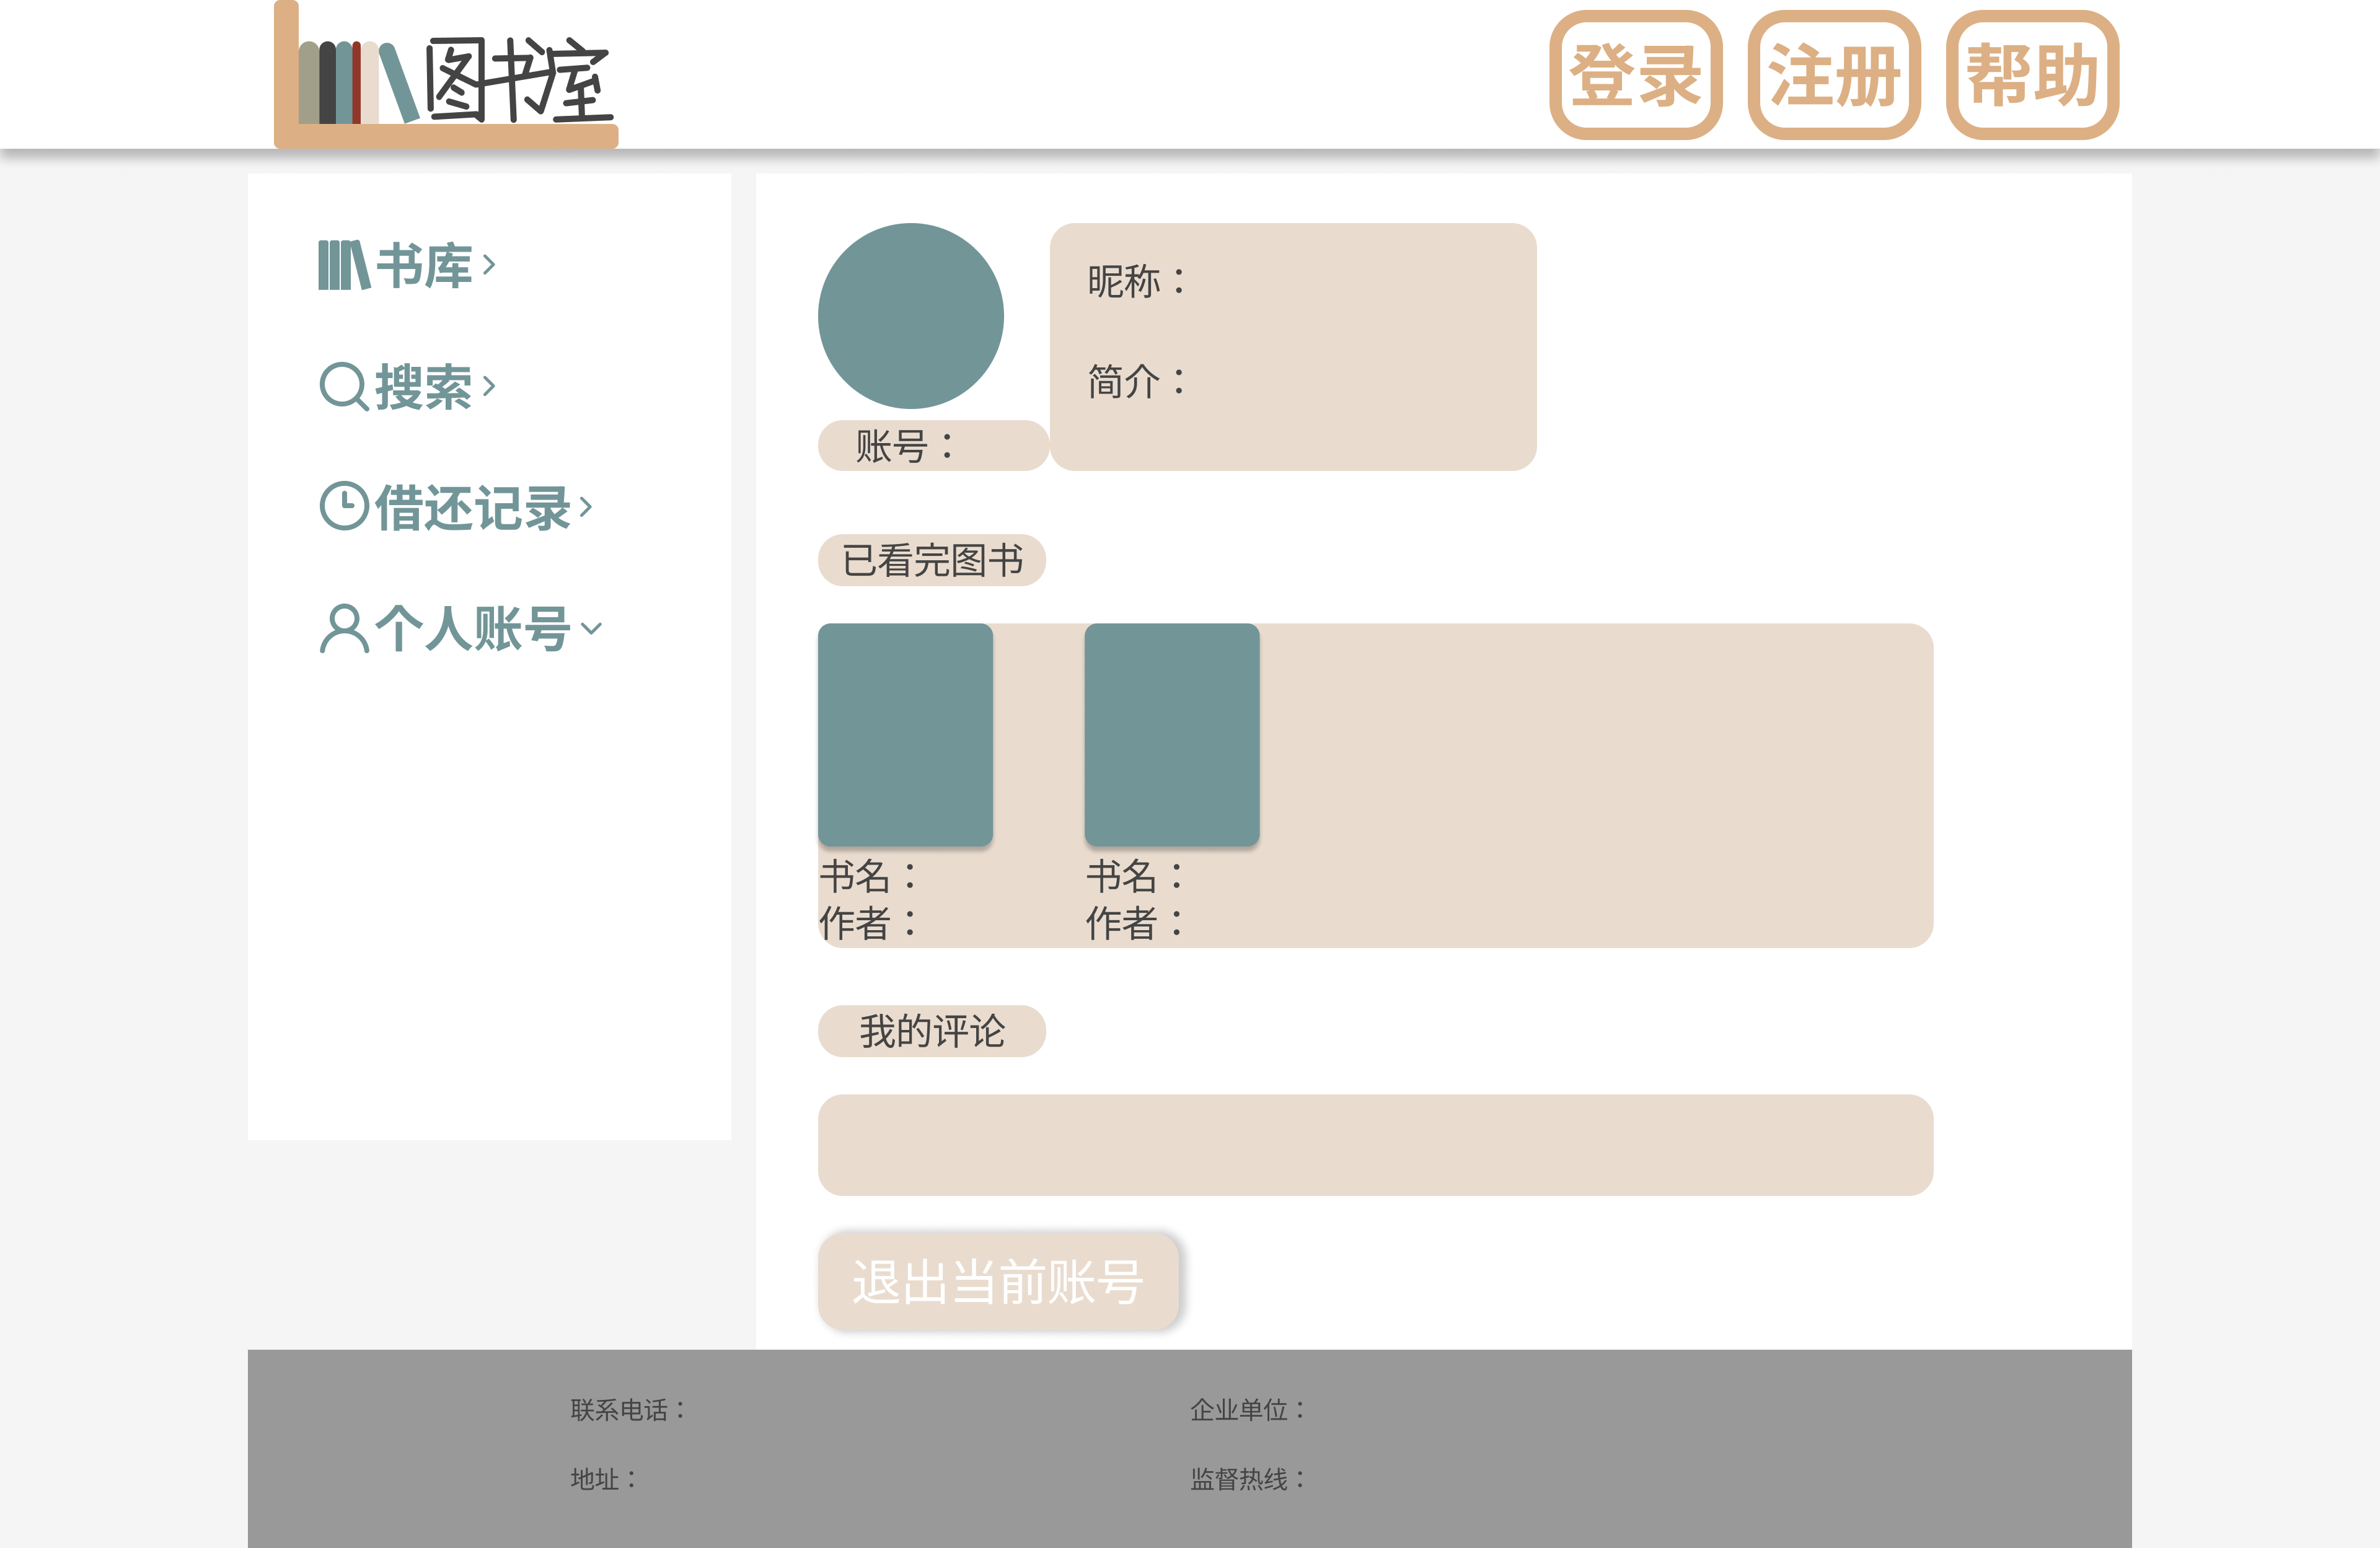 图书室
登录 注册 帮助
书库
搜索
借还记录
个人账号
昵称：
简介：
账号：
已看完图书
书名： 书名：
作者： 作者：
我的评论
退出当前账号
联系电话： 企业单位：
地址： 监督热线：